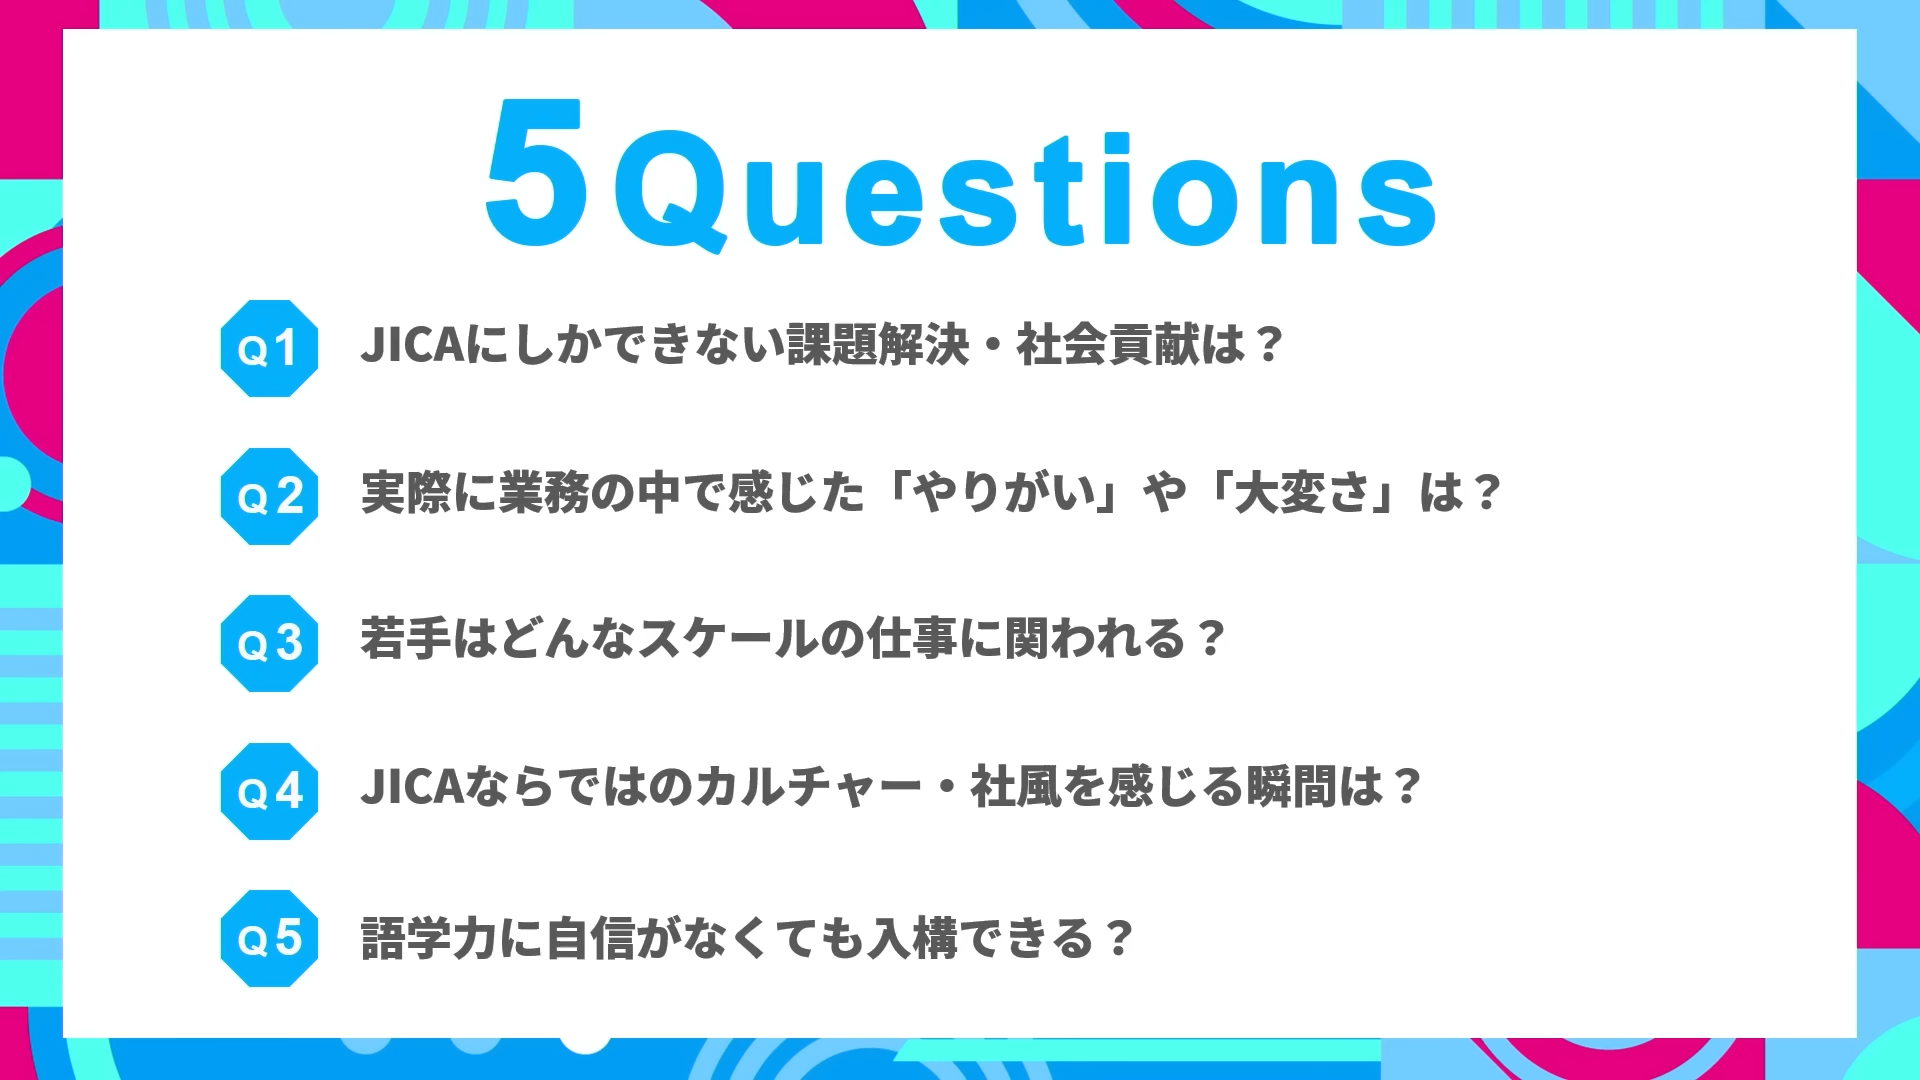 5Questions
Q1 JICAにしかできない課題解決・社会貢献は？
Q2 実際に業務の中で感じた「やりがい」や「大変さ」は？
Q3 若手はどんなスケールの仕事に関われる？
Q4 JICAならではのカルチャー・社風を感じる瞬間は？
Q5 語学力に自信がなくても入構できる？